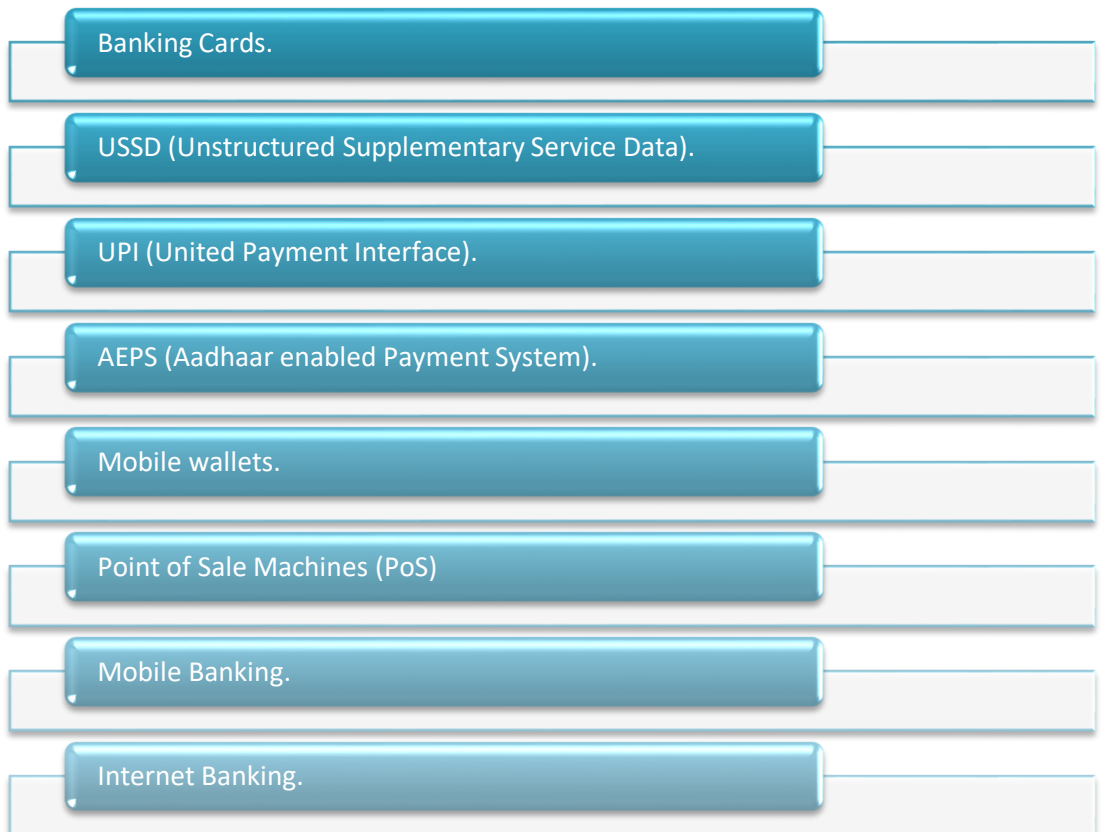 Banking Cards.
USSD (Unstructured Supplementary Service Data).
UPI (United Payment Interface).
AEPS (Aadhaar enabled Payment System).
Mobile wallets.
Point of Sale Machines (PoS)
Mobile Banking.
Internet Banking.